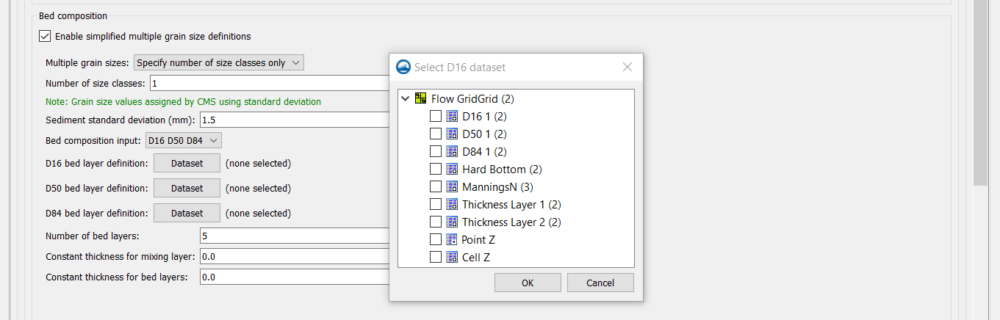 Bed composition
Enable simplified multiple grain size definitions
Multiple grain sizes: Specify number of size classes only
Number of size classes: 1
Note: Grain size values assigned by CMS using standard deviation
Sediment standard deviation (mm): 1.5
Bed composition input: D16 D50 D84
D16 bed layer definition: Dataset (none selected)
D50 bed layer definition: Dataset (none selected)
D84 bed layer definition: Dataset (none selected)
Number of bed layers: 5
Constant thickness for mixing layer: 0.0
Constant thickness for bed layers: 0.0
Select D16 dataset
Flow GridGrid (2)
D16 1 (2)
D50 1 (2)
D84 1 (2)
Hard Bottom (2)
ManningsN (3)
Thickness Layer 1 (2)
Thickness Layer 2 (2)
Point Z
Cell Z
OK Cancel